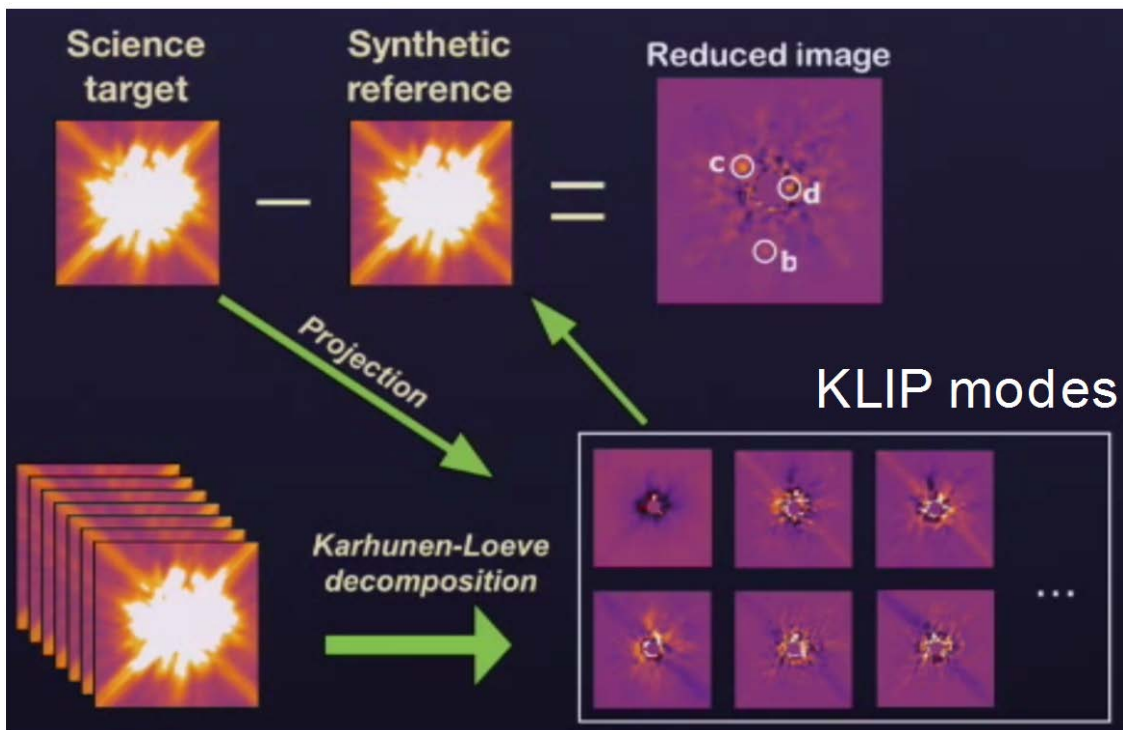 Science
target
Synthetic
reference
Reduced image
c
d
b
Projection
KLIP modes
Karhunen-Loeve
decomposition
...